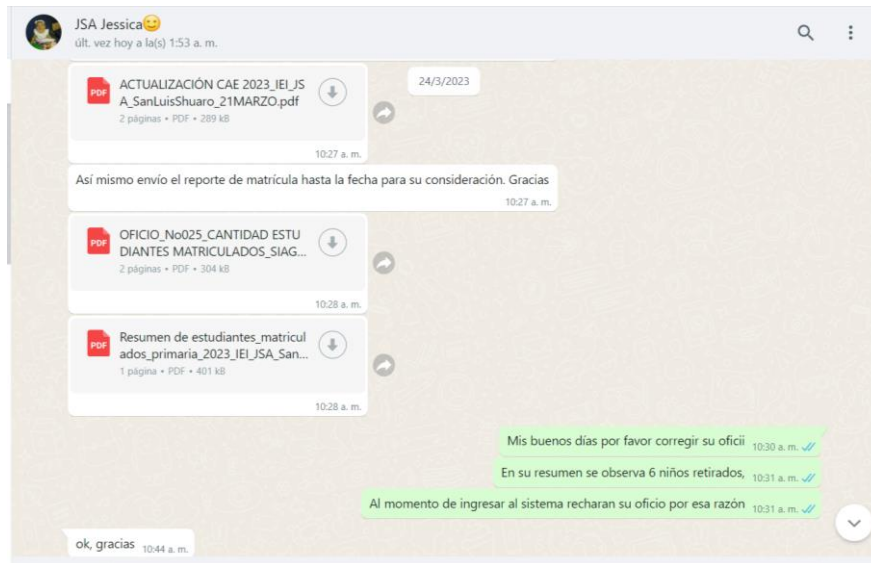 JSA Jessica😊
últ. vez hoy a la(s) 1:53 a. m.
24/3/2023
PDF
ACTUALIZACIÓN CAE 2023_IEI_JS
A_SanLuisShuaro_21MARZO.pdf
2 páginas • PDF • 289 kB
10:27 a. m.
Así mismo envío el reporte de matrícula hasta la fecha para su consideración. Gracias
10:27 a. m.
PDF
OFICIO_No025_CANTIDAD ESTU
DIANTES MATRICULADOS_SIAG...
2 páginas • PDF • 304 kB
10:28 a. m.
PDF
Resumen de estudiantes_matricul
ados_primaria_2023_IEI_JSA_San...
1 página • PDF • 401 kB
10:28 a. m.
Mis buenos días por favor corregir su oficii 10:30 a. m.
En su resumen se observa 6 niños retirados, 10:31 a. m.
Al momento de ingresar al sistema recharan su oficio por esa razón 10:31 a. m.
ok, gracias 10:44 a. m.